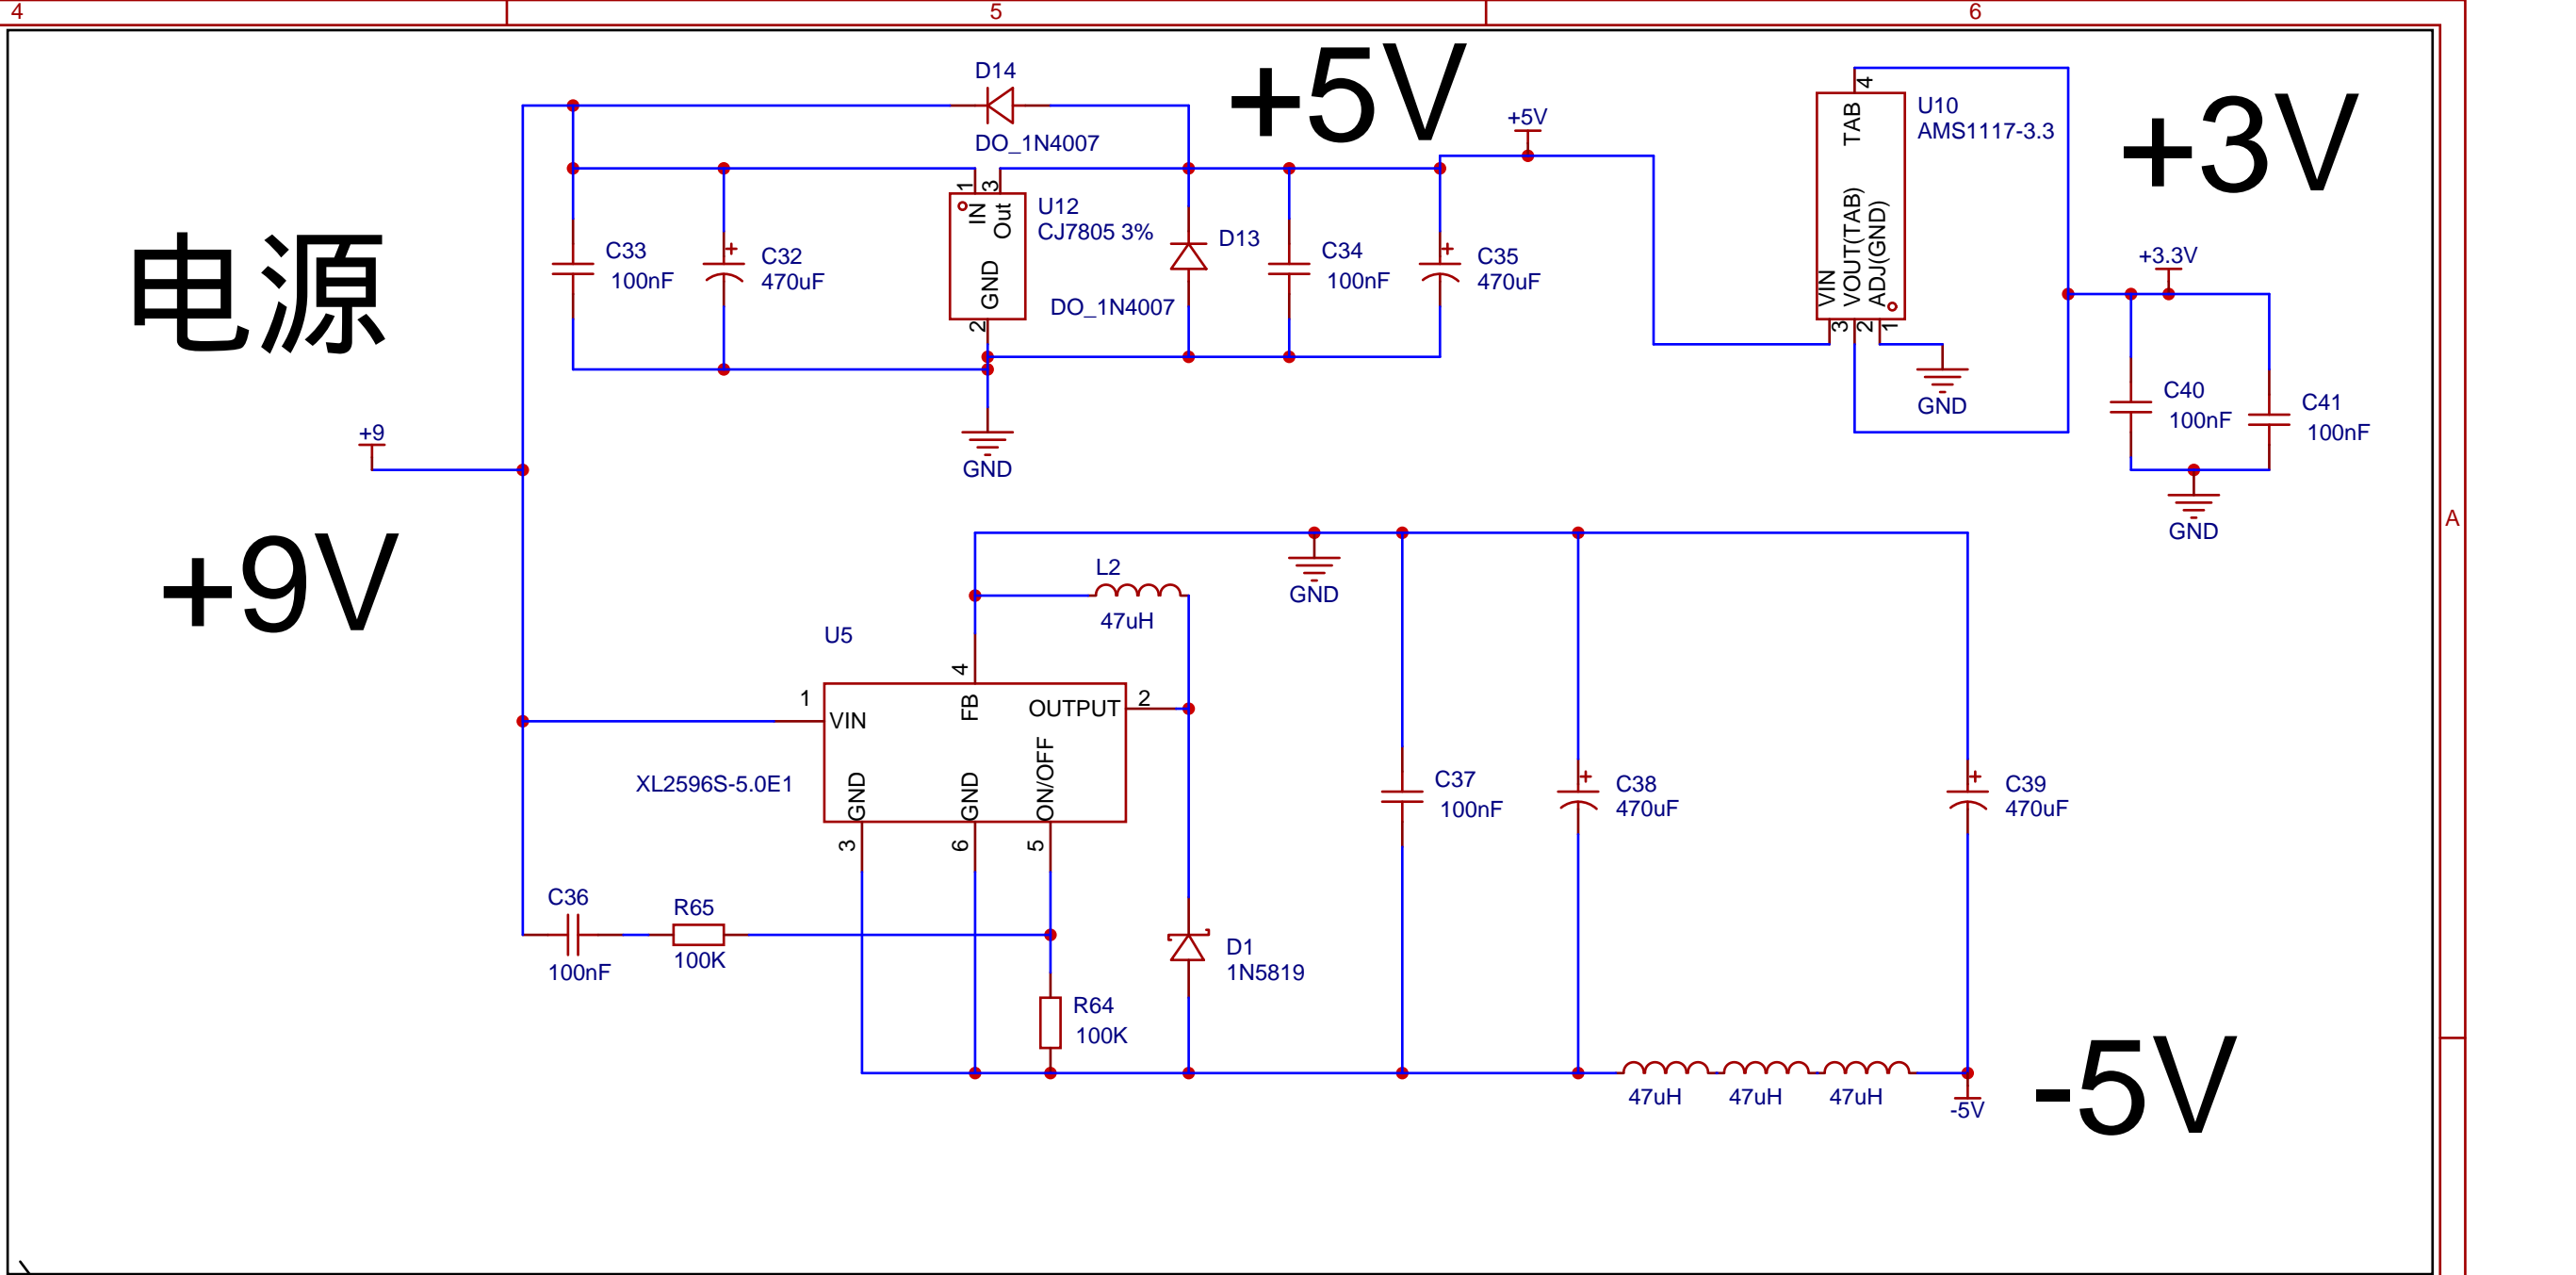 4
5
6
电源
+9
+9V
D14
DO_1N4007
+5V
+5V
C33
100nF
C32
470uF
1
3
IN
Out
GND
2
U12
CJ7805 3%
D13
DO_1N4007
C34
100nF
C35
470uF
GND
4
TAB
U10
AMS1117-3.3
VIN
VOUT(TAB)
ADJ(GND)
3
2
1
GND
+3V
+3.3V
C40
100nF
C41
100nF
GND
A
L2
47uH
GND
U5
4
1
VIN
FB
OUTPUT
2
XL2596S-5.0E1
GND
GND
ON/OFF
3
6
5
C37
100nF
C38
470uF
C39
470uF
C36
100nF
R65
100K
D1
1N5819
R64
100K
47uH
47uH
47uH
-5V
-5V